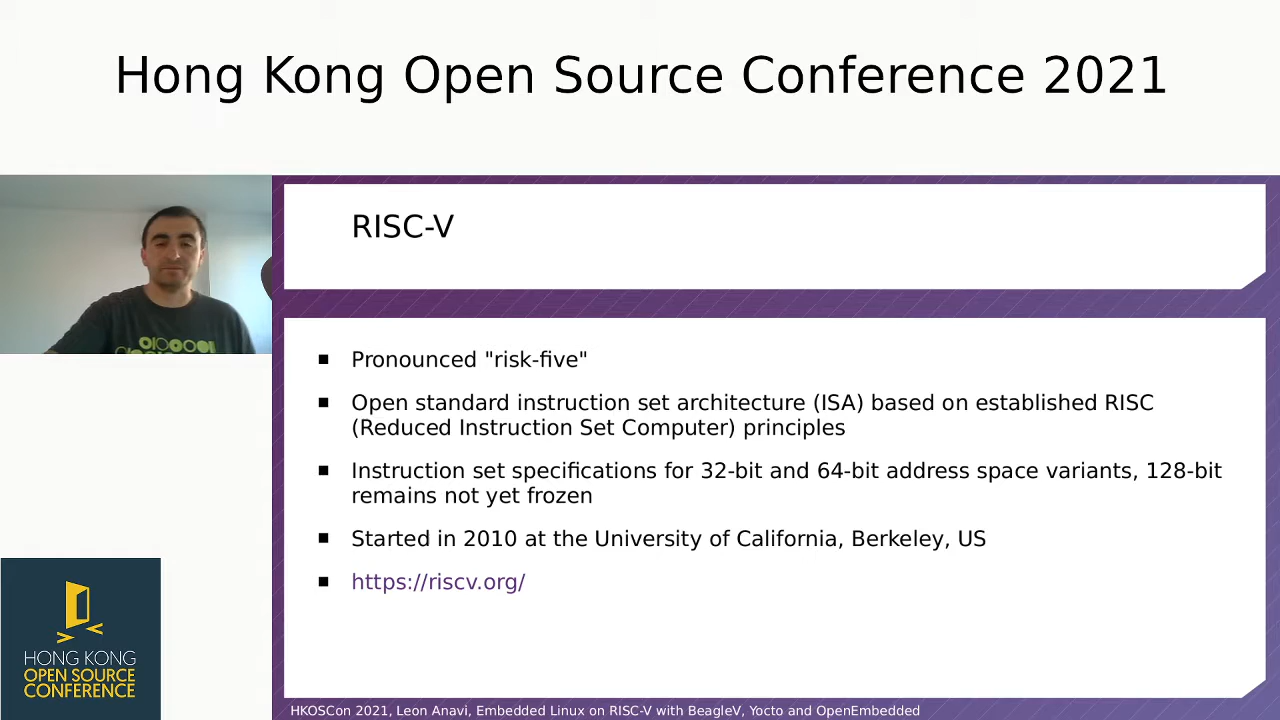 Hong Kong Open Source Conference 2021
RISC-V
Pronounced "risk-five"
Open standard instruction set architecture (ISA) based on established RISC
(Reduced Instruction Set Computer) principles
Instruction set specifications for 32-bit and 64-bit address space variants, 128-bit
remains not yet frozen
Started in 2010 at the University of California, Berkeley, US
https://riscv.org/
HONG KONG
OPEN SOURCE
CONFERENCE
HKOSCon 2021, Leon Anavi, Embedded Linux on RISC-V with BeagleV, Yocto and OpenEmbedded